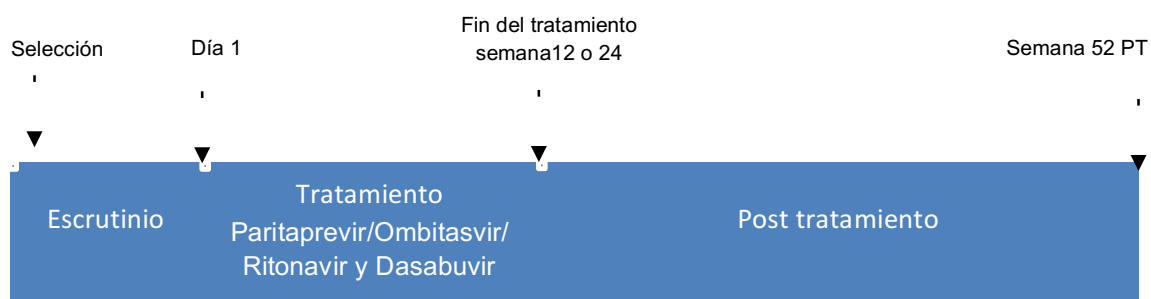 Fin del tratamiento
Selección
Día 1
semana12 o 24
Semana 52 PT
Escrutinio
Tratamiento
Paritaprevir/Ombitasvir/
Ritonavir y Dasabuvir
Post tratamiento